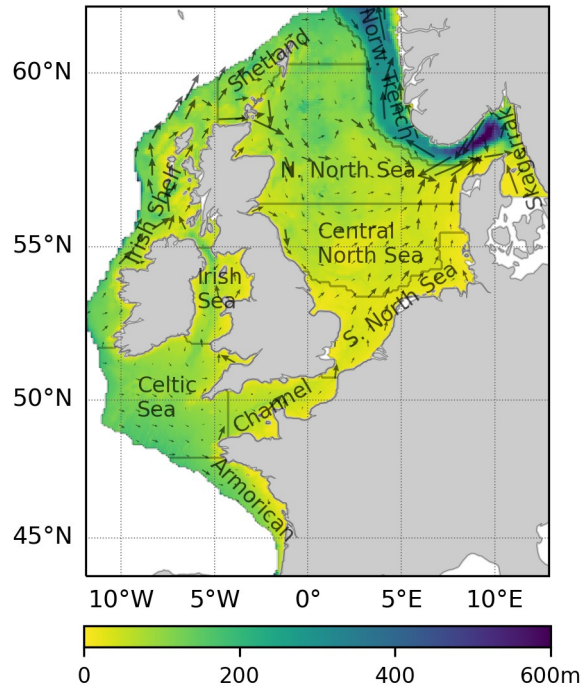 60°N
55°N
50°N
45°N
Shetland
Norw. Trench
Skagerrak
N. North Sea
Irish Shelf
Central
North Sea
Irish
Sea
S. North Sea
Celtic
Sea
Channel
Armorican
10°W 5°W 0° 5°E 10°E
0 200 400 600m